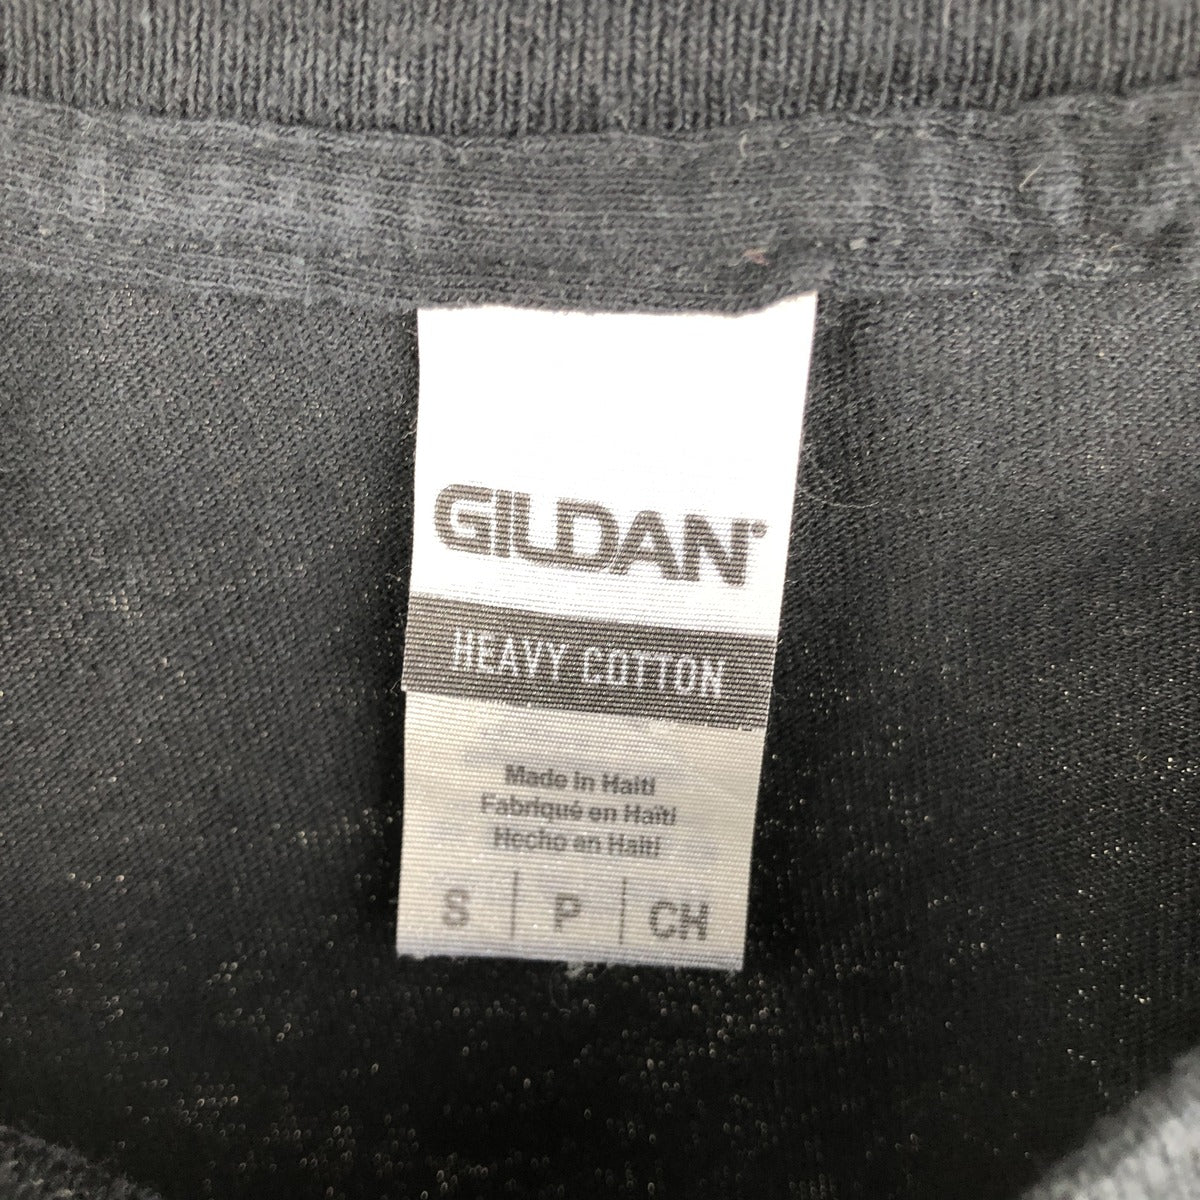 GILDAN®
HEAVY COTTON
Made in Haiti
Fabriqué en Haïti
Hecho en Haití
S | P | CH